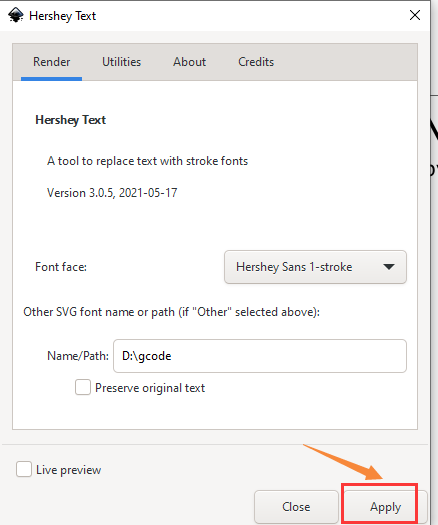 Hershey Text
Render Utilities About Credits
Hershey Text
A tool to replace text with stroke fonts
Version 3.0.5, 2021-05-17
Font face: Hershey Sans 1-stroke
Other SVG font name or path (if "Other" selected above):
Name/Path: D:\gcode
Preserve original text
Live preview
Close Apply